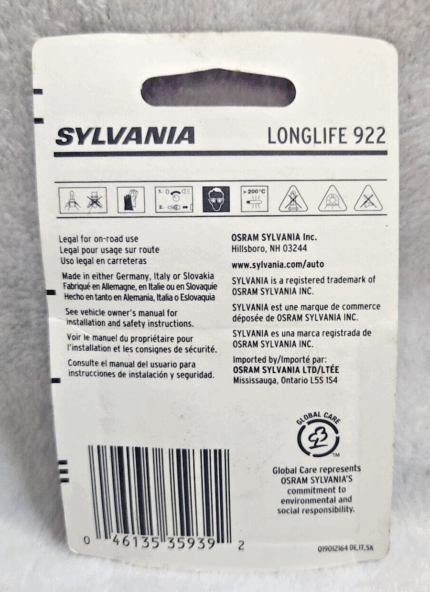 SYLVANIA LONGLIFE 922
1.
2.
>200°C
Legal for on-road use
Légal pour usage sur route
Uso legal en carreteras
Made in either Germany, Italy or Slovakia
Fabriqué en Allemagne, en Italie ou en Slovaquie
Hecho en tanto en Alemania, Italia o Eslovaquia
See vehicle owner's manual for
installation and safety instructions.
Voir le manuel du propriétaire pour
l'installation et les consignes de sécurité.
Consulte el manual del usuario para
instrucciones de instalación y seguridad.
OSRAM SYLVANIA Inc.
Hillsboro, NH 03244
www.sylvania.com/auto
SYLVANIA is a registered trademark of
OSRAM SYLVANIA INC.
SYLVANIA est une marque de commerce
déposée de OSRAM SYLVANIA INC.
SYLVANIA es una marca registrada de
OSRAM SYLVANIA INC.
Imported by/Importé par:
OSRAM SYLVANIA LTD/LTÉE
Mississauga, Ontario L5S 1S4
GLOBAL CARE
TM
Global Care represents
OSRAM SYLVANIA'S
commitment to
environmental and
social responsibility.
0 46135 35939 2
Q19012164 DE,IT,SK